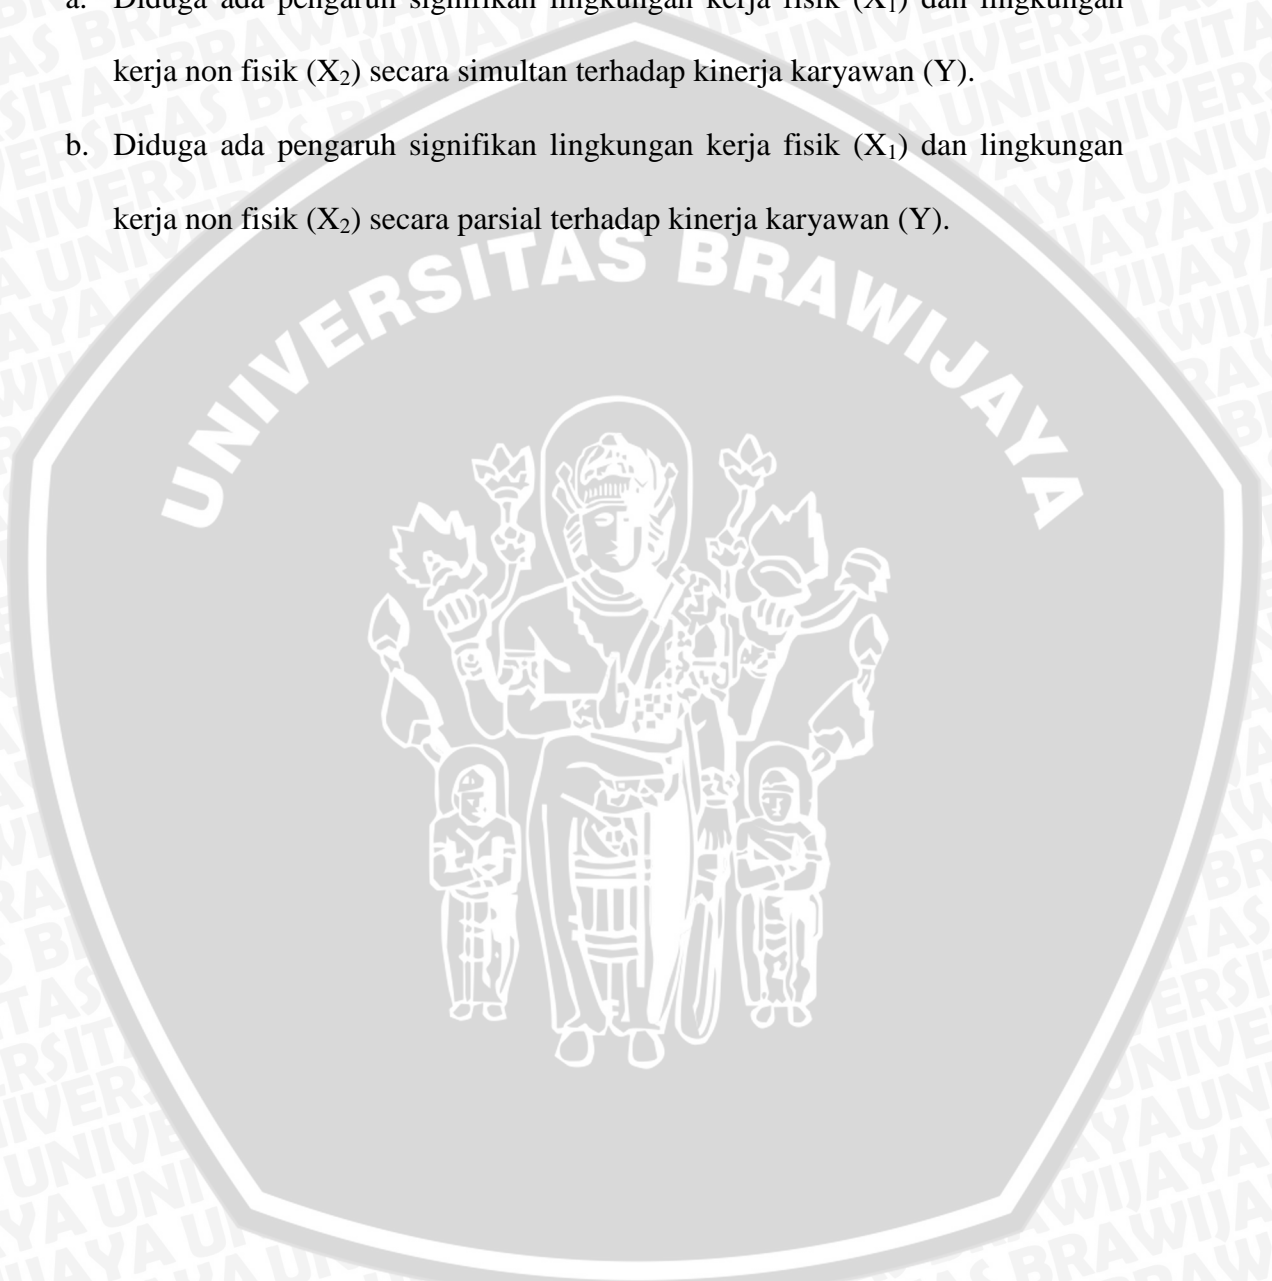 a. Diduga ada pengaruh signifikan lingkungan kerja fisik (X₁) dan lingkungan
kerja non fisik (X₂) secara simultan terhadap kinerja karyawan (Y).
b. Diduga ada pengaruh signifikan lingkungan kerja fisik (X₁) dan lingkungan
kerja non fisik (X₂) secara parsial terhadap kinerja karyawan (Y).
UNIVERSITAS BRAWIJAYA